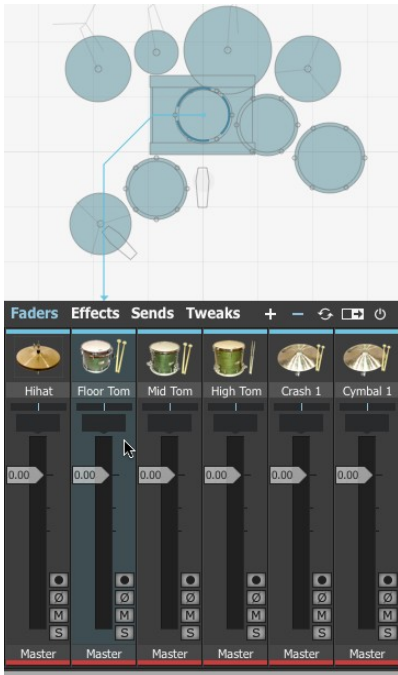 Faders Effects Sends Tweaks
Hihat Floor Tom Mid Tom High Tom Crash 1 Cymbal 1
0.00 0.00 0.00 0.00 0.00 0.00
Ø Ø Ø Ø Ø Ø
M M M M M M
S S S S S S
Master Master Master Master Master Master